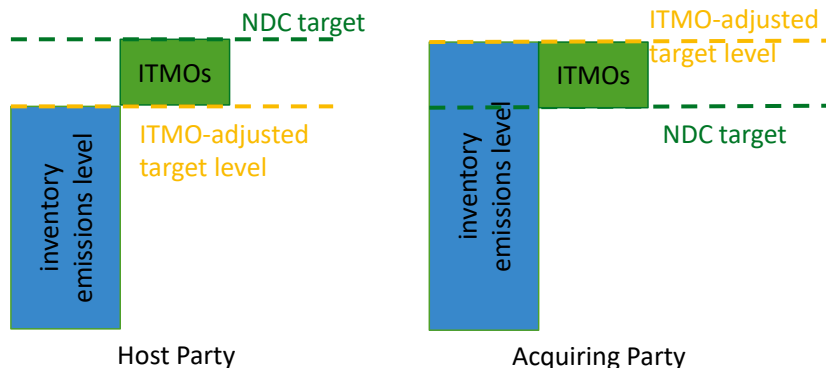 NDC target
ITMOs
ITMO-adjusted
target level
inventory
emissions level
Host Party
ITMO-adjusted
target level
ITMOs
NDC target
inventory
emissions level
Acquiring Party